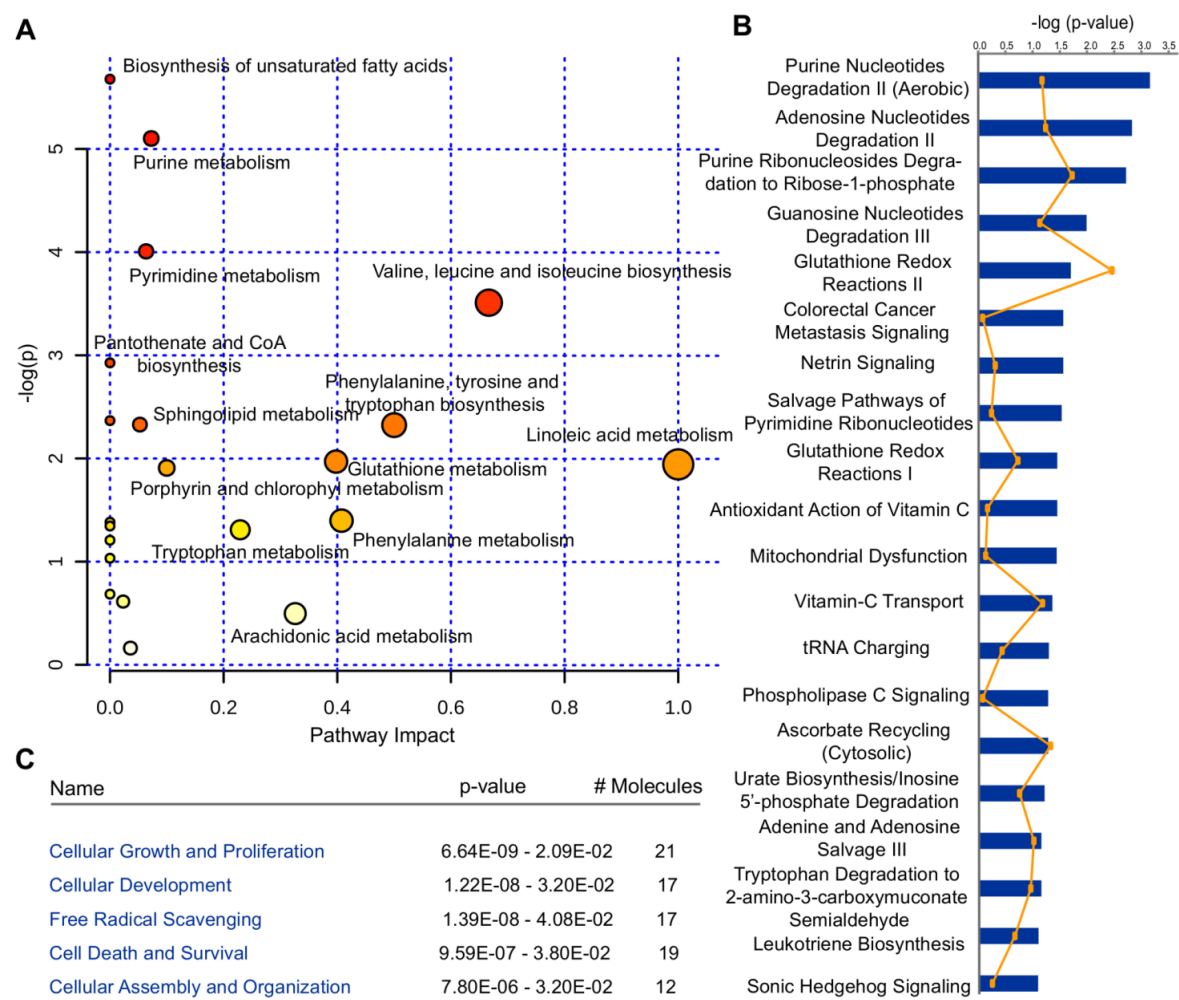 A
Biosynthesis of unsaturated fatty acids
Purine metabolism
Pyrimidine metabolism
Valine, leucine and isoleucine biosynthesis
Pantothenate and CoA
biosynthesis
Phenylalanine, tyrosine and
tryptophan biosynthesis
Sphingolipid metabolism
Linoleic acid metabolism
Glutathione metabolism
Porphyrin and chlorophyl metabolism
Phenylalanine metabolism
Tryptophan metabolism
Arachidonic acid metabolism
-log(p)
5
4
3
2
1
0
0.0 0.2 0.4 0.6 0.8 1.0
Pathway Impact
B
-log (p-value)
0.0 0.5 1.0 1.5 2.0 2.5 3.0 3.5
Purine Nucleotides
Degradation II (Aerobic)
Adenosine Nucleotides
Degradation II
Purine Ribonucleosides Degra-
dation to Ribose-1-phosphate
Guanosine Nucleotides
Degradation III
Glutathione Redox
Reactions II
Colorectal Cancer
Metastasis Signaling
Netrin Signaling
Salvage Pathways of
Pyrimidine Ribonucleotides
Glutathione Redox
Reactions I
Antioxidant Action of Vitamin C
Mitochondrial Dysfunction
Vitamin-C Transport
tRNA Charging
Phospholipase C Signaling
Ascorbate Recycling
(Cytosolic)
Urate Biosynthesis/Inosine
5'-phosphate Degradation
Adenine and Adenosine
Salvage III
Tryptophan Degradation to
2-amino-3-carboxymuconate
Semialdehyde
Leukotriene Biosynthesis
Sonic Hedgehog Signaling
C
Name p-value # Molecules
Cellular Growth and Proliferation 6.64E-09 - 2.09E-02 21
Cellular Development 1.22E-08 - 3.20E-02 17
Free Radical Scavenging 1.39E-08 - 4.08E-02 17
Cell Death and Survival 9.59E-07 - 3.80E-02 19
Cellular Assembly and Organization 7.80E-06 - 3.20E-02 12